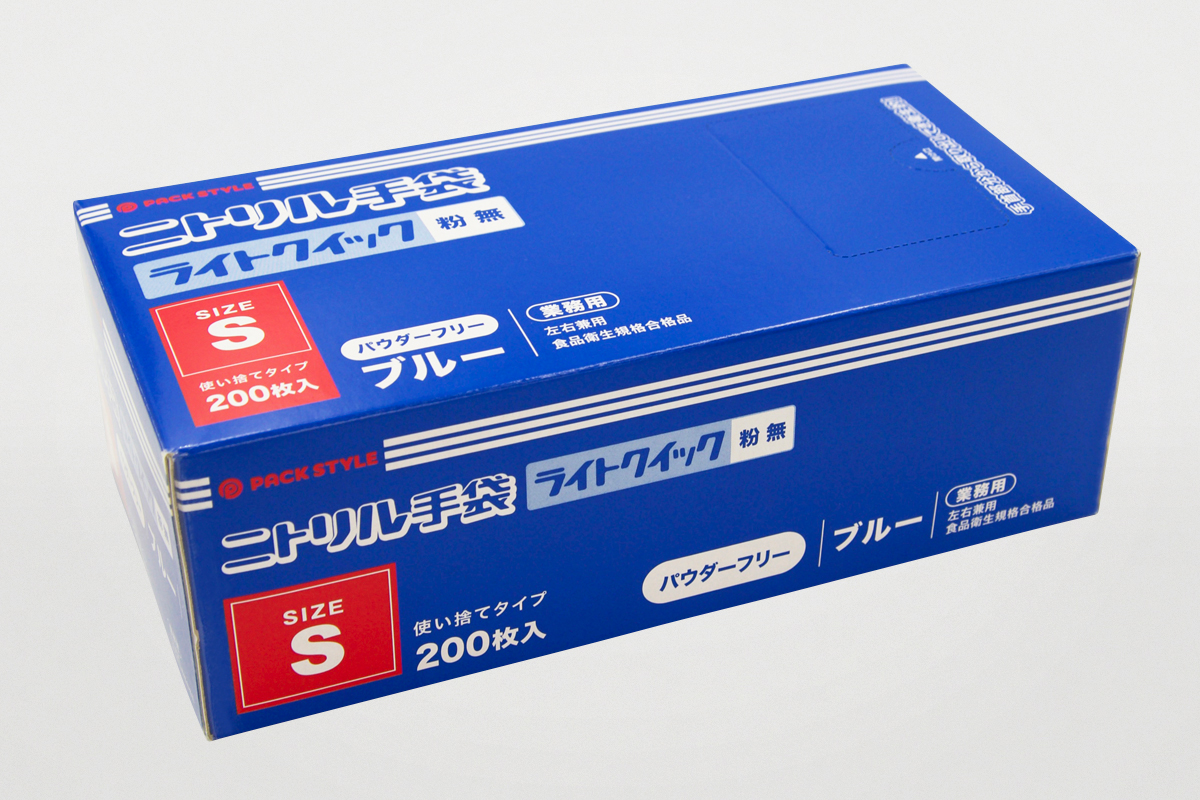 PACK STYLE
ニトリル手袋
ライトクイック 粉無
SIZE
S
使い捨てタイプ
200枚入
パウダーフリー
ブルー
業務用
左右兼用
食品衛生規格合格品
PACK STYLE
ニトリル手袋
ライトクイック 粉無
SIZE
S
使い捨てタイプ
200枚入
パウダーフリー
ブルー
業務用
左右兼用
食品衛生規格合格品